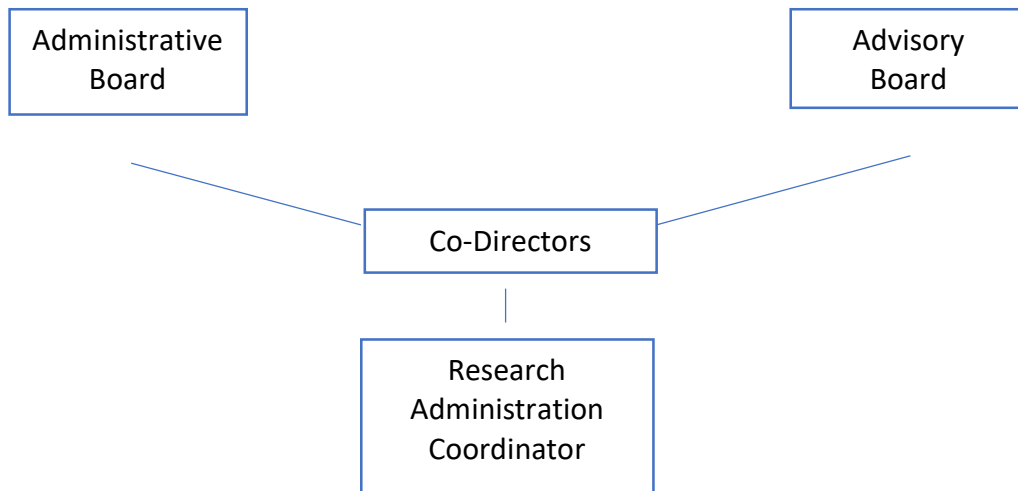 Administrative
Board
Advisory
Board
Co-Directors
Research
Administration
Coordinator